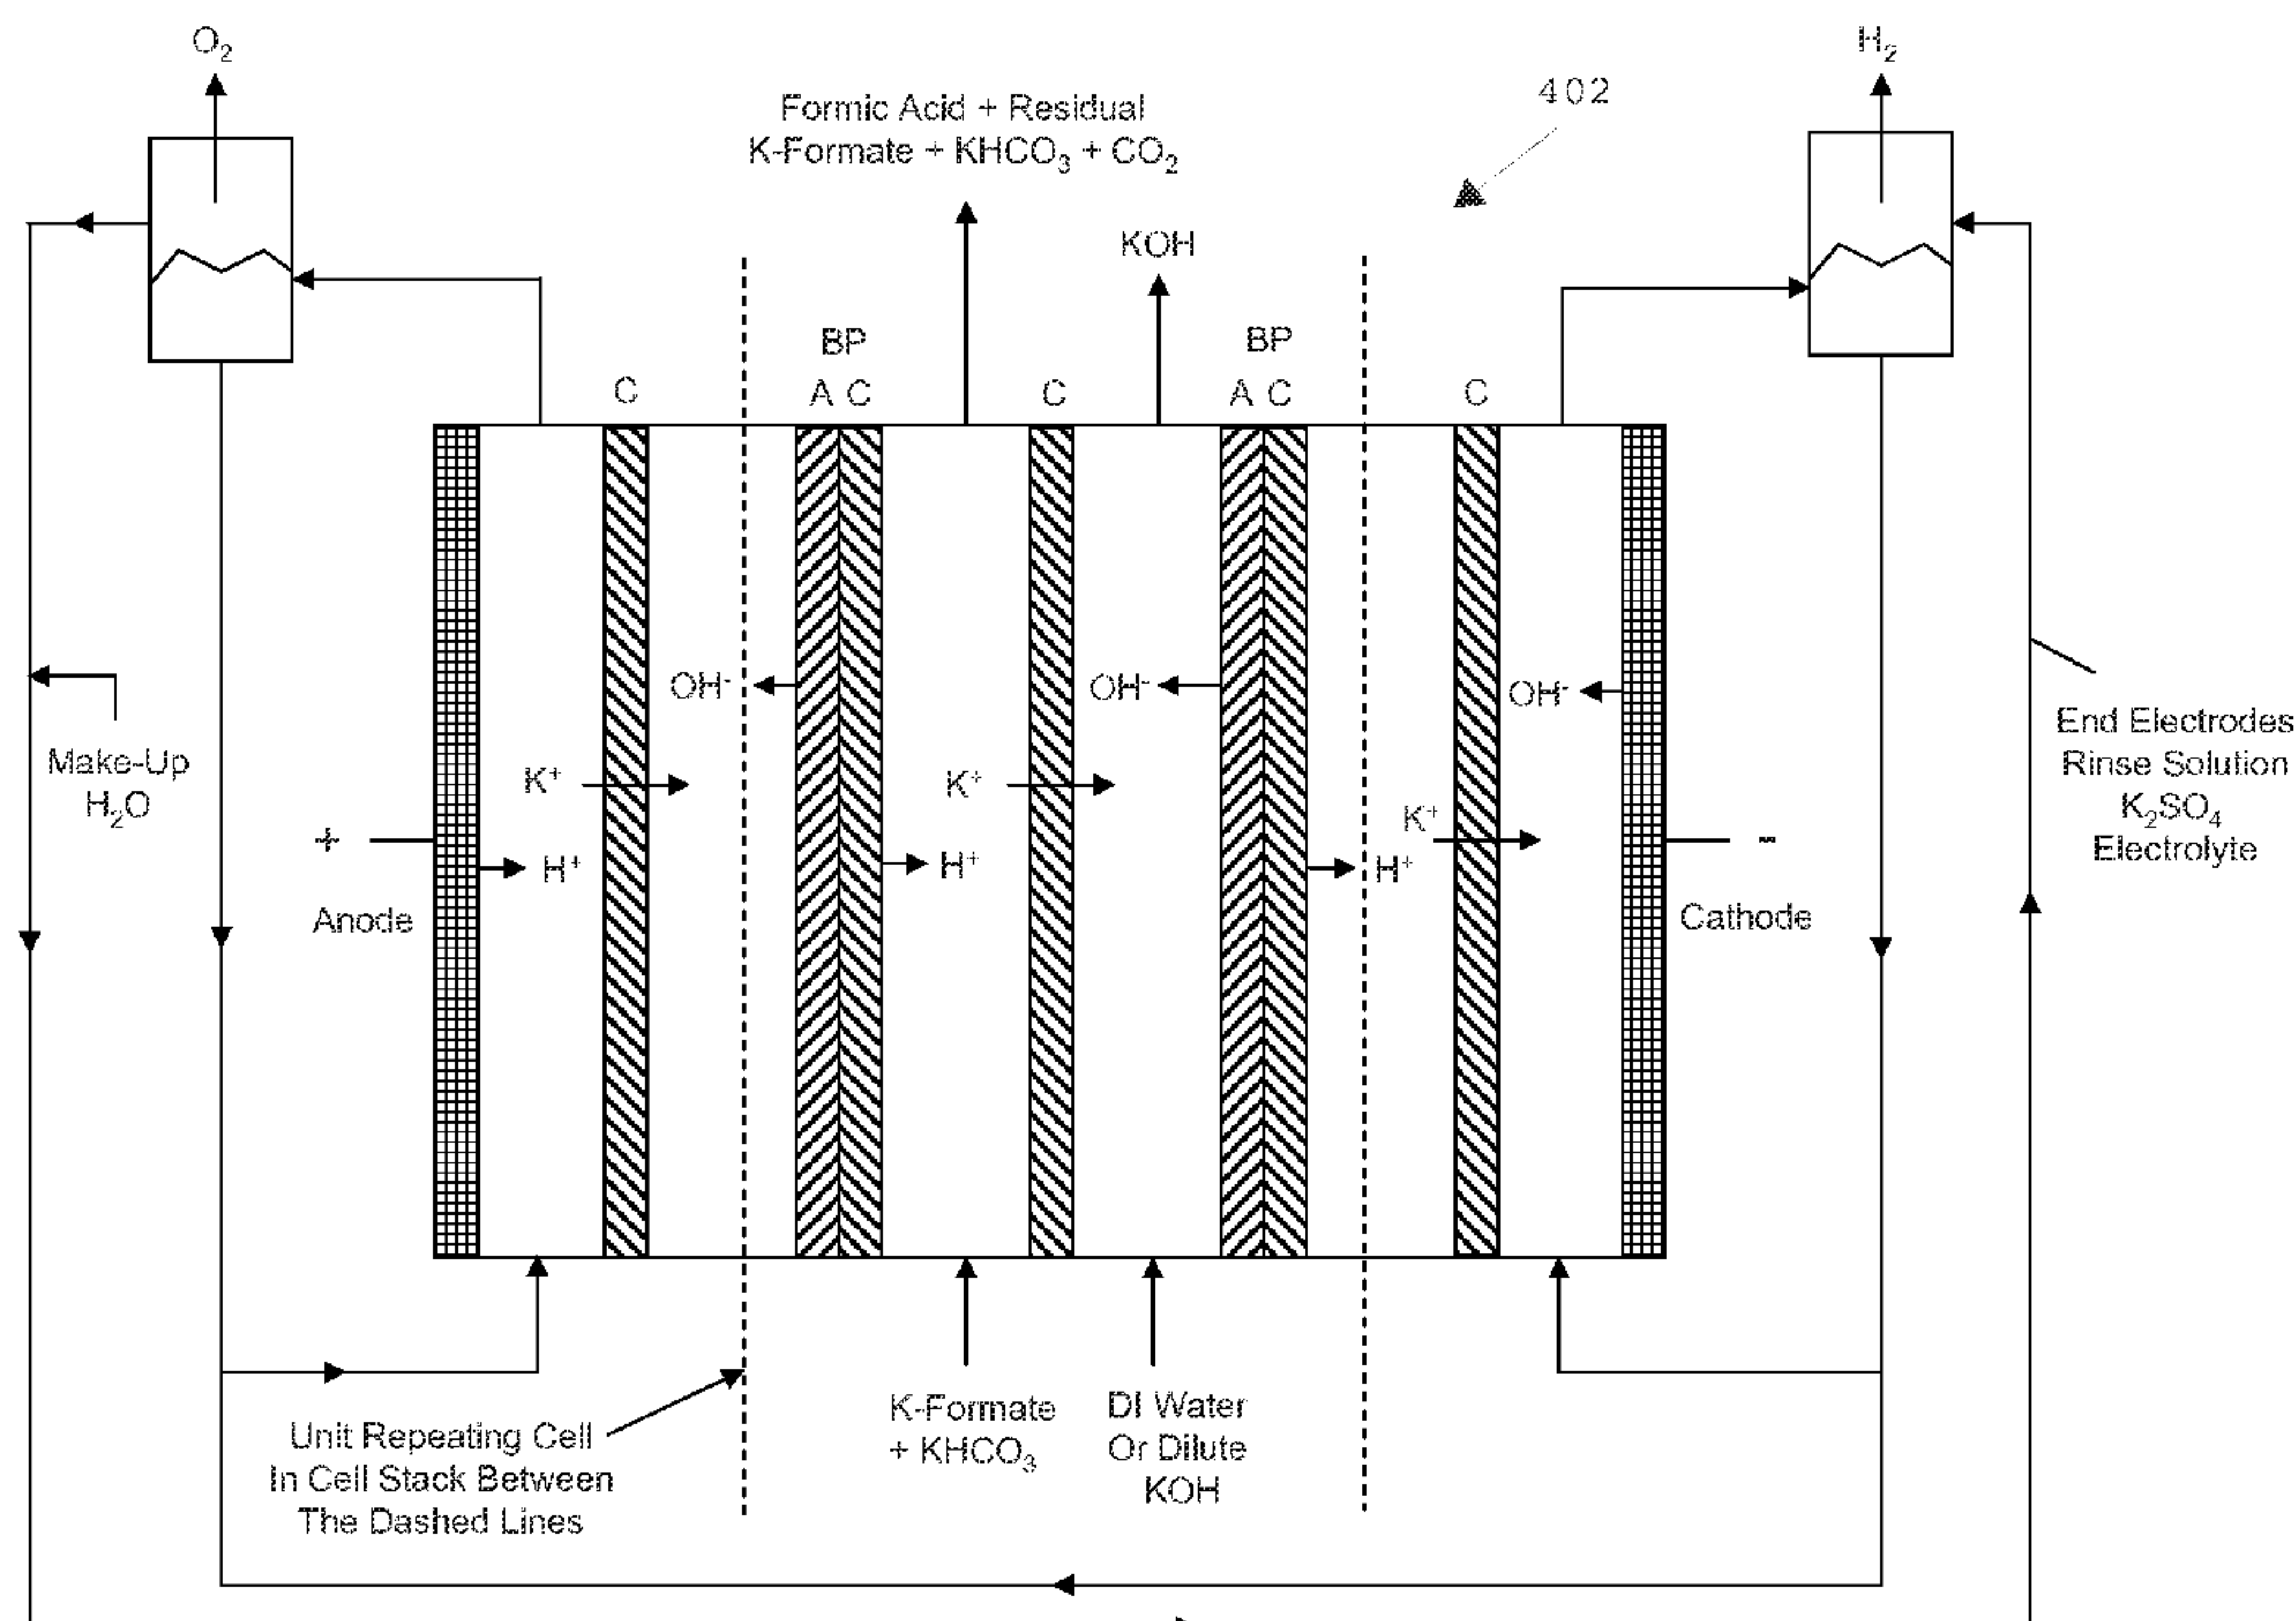 O₂
H₂
402
Formic Acid + Residual
K-Formate + KHCO₃ + CO₂
KOH
BP
BP
C
A C
C
A C
C
OH⁻
OH⁻
OH⁻
Make-Up
H₂O
K⁺
K⁺
K⁺
+
H⁺
H⁺
H⁺
-
Anode
Cathode
End Electrodes
Rinse Solution
K₂SO₄
Electrolyte
Unit Repeating Cell
In Cell Stack Between
The Dashed Lines
K-Formate
+ KHCO₃
DI Water
Or Dilute
KOH